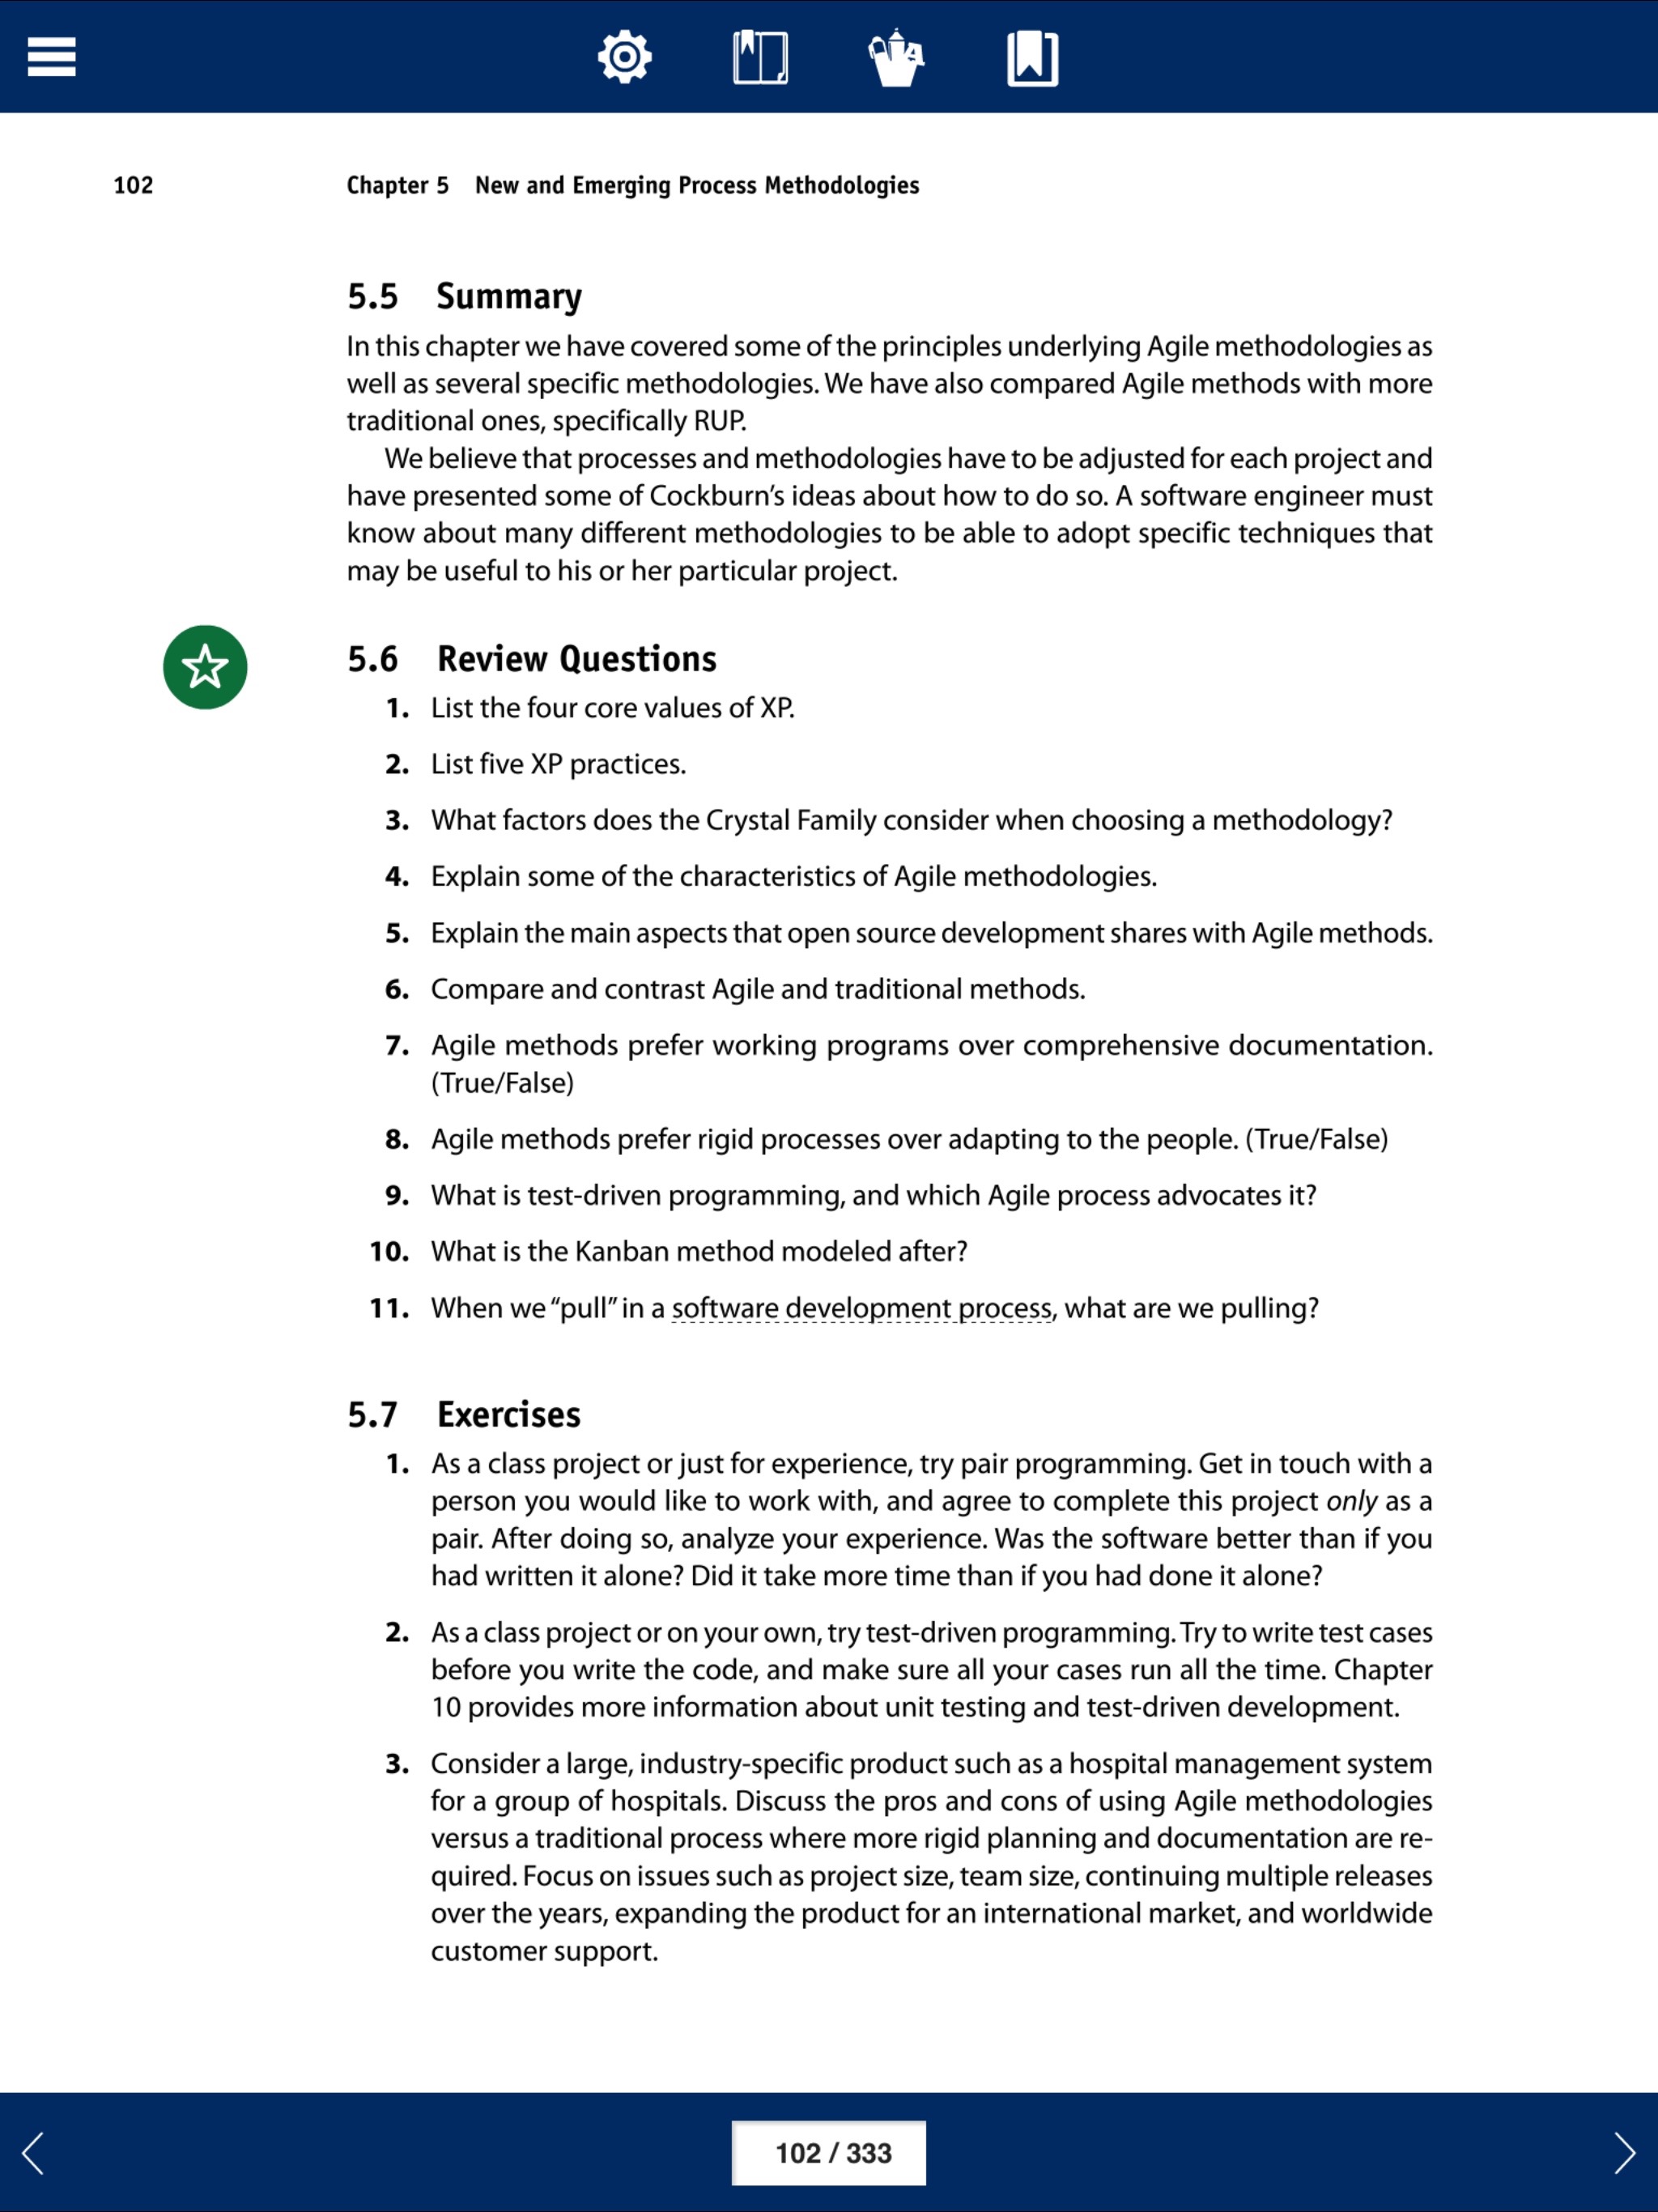 102 Chapter 5 New and Emerging Process Methodologies
5.5 Summary
In this chapter we have covered some of the principles underlying Agile methodologies as
well as several specific methodologies. We have also compared Agile methods with more
traditional ones, specifically RUP.
We believe that processes and methodologies have to be adjusted for each project and
have presented some of Cockburn’s ideas about how to do so. A software engineer must
know about many different methodologies to be able to adopt specific techniques that
may be useful to his or her particular project.
5.6 Review Questions
1. List the four core values of XP.
2. List five XP practices.
3. What factors does the Crystal Family consider when choosing a methodology?
4. Explain some of the characteristics of Agile methodologies.
5. Explain the main aspects that open source development shares with Agile methods.
6. Compare and contrast Agile and traditional methods.
7. Agile methods prefer working programs over comprehensive documentation.
(True/False)
8. Agile methods prefer rigid processes over adapting to the people. (True/False)
9. What is test-driven programming, and which Agile process advocates it?
10. What is the Kanban method modeled after?
11. When we “pull” in a software development process, what are we pulling?
5.7 Exercises
1. As a class project or just for experience, try pair programming. Get in touch with a
person you would like to work with, and agree to complete this project only as a
pair. After doing so, analyze your experience. Was the software better than if you
had written it alone? Did it take more time than if you had done it alone?
2. As a class project or on your own, try test-driven programming. Try to write test cases
before you write the code, and make sure all your cases run all the time. Chapter
10 provides more information about unit testing and test-driven development.
3. Consider a large, industry-specific product such as a hospital management system
for a group of hospitals. Discuss the pros and cons of using Agile methodologies
versus a traditional process where more rigid planning and documentation are re-
quired. Focus on issues such as project size, team size, continuing multiple releases
over the years, expanding the product for an international market, and worldwide
customer support.
102 / 333